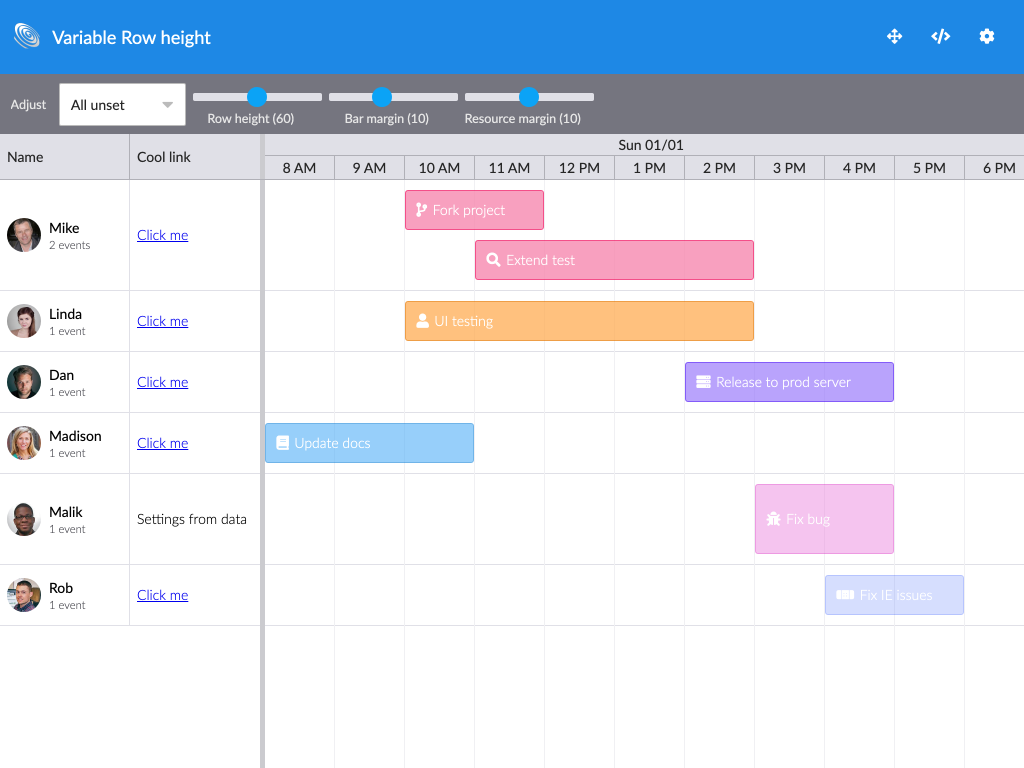 Variable Row height
Adjust
All unset
Row height (60)
Bar margin (10)
Resource margin (10)
Name
Cool link
Sun 01/01
8 AM 9 AM 10 AM 11 AM 12 PM 1 PM 2 PM 3 PM 4 PM 5 PM 6 PM
Mike
2 events
Click me
Fork project
Extend test
Linda
1 event
Click me
UI testing
Dan
1 event
Click me
Release to prod server
Madison
1 event
Click me
Update docs
Malik
1 event
Settings from data
Fix bug
Rob
1 event
Click me
Fix IE issues